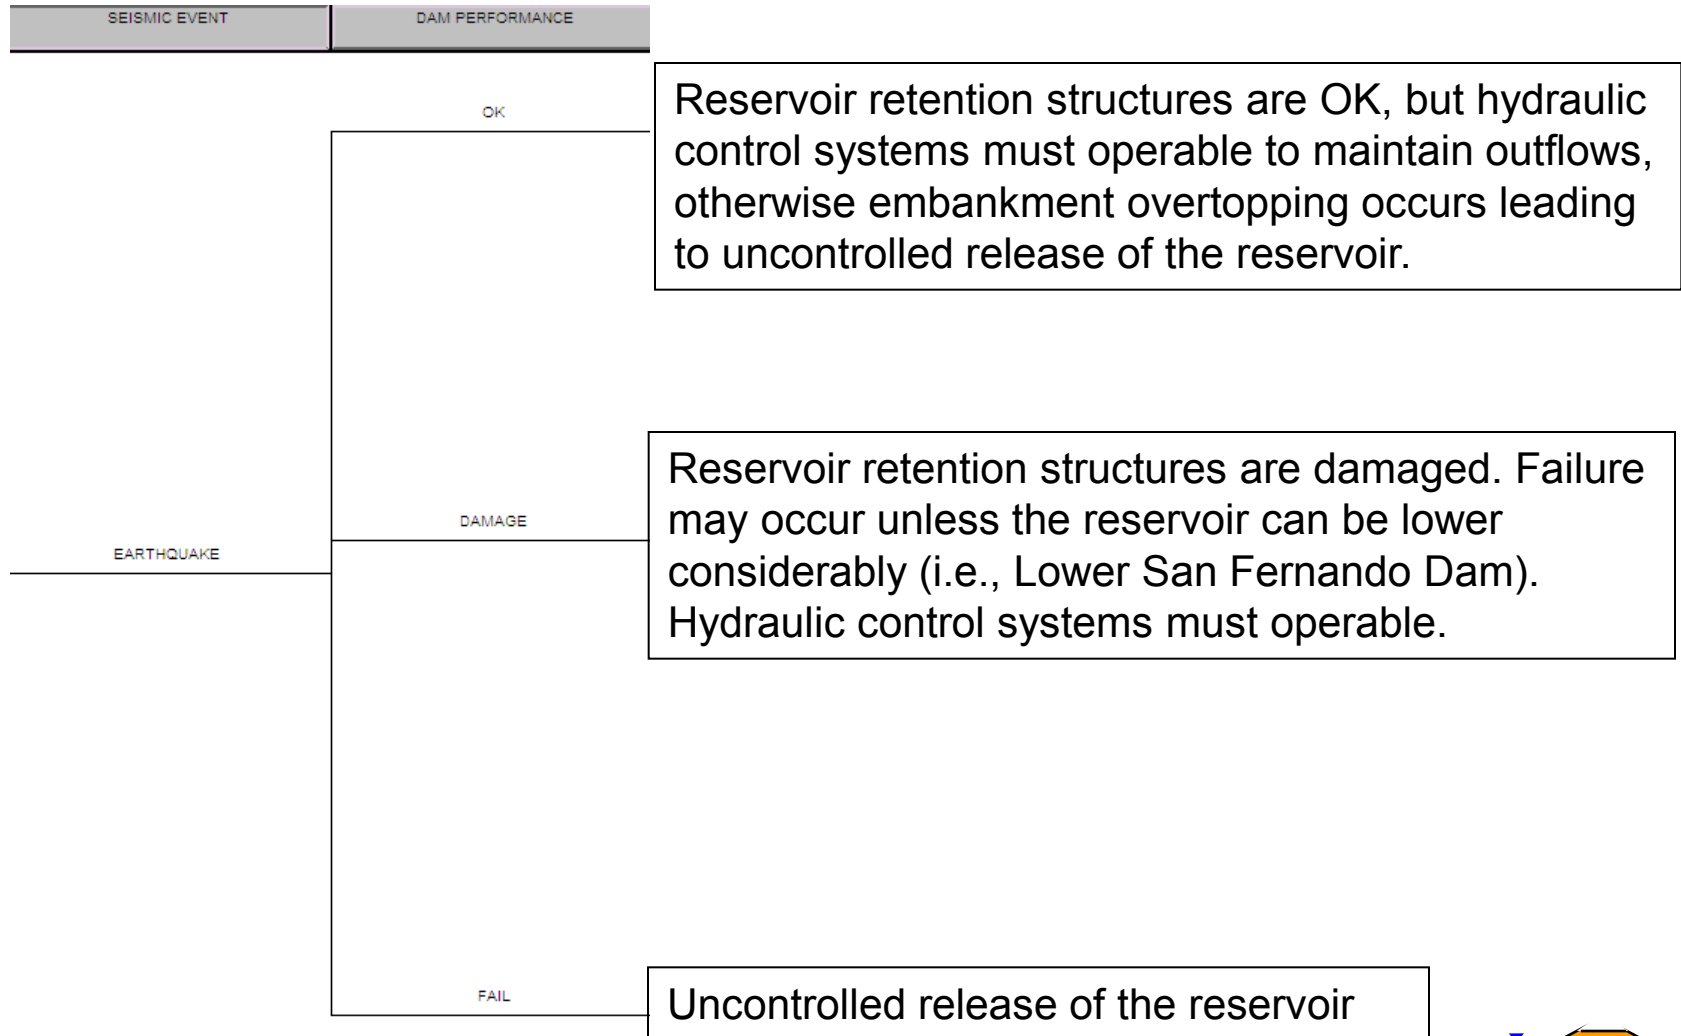 SEISMIC EVENT
DAM PERFORMANCE
OK
Reservoir retention structures are OK, but hydraulic
control systems must operable to maintain outflows,
otherwise embankment overtopping occurs leading
to uncontrolled release of the reservoir.
DAMAGE
EARTHQUAKE
Reservoir retention structures are damaged. Failure
may occur unless the reservoir can be lower
considerably (i.e., Lower San Fernando Dam).
Hydraulic control systems must operable.
FAIL
Uncontrolled release of the reservoir